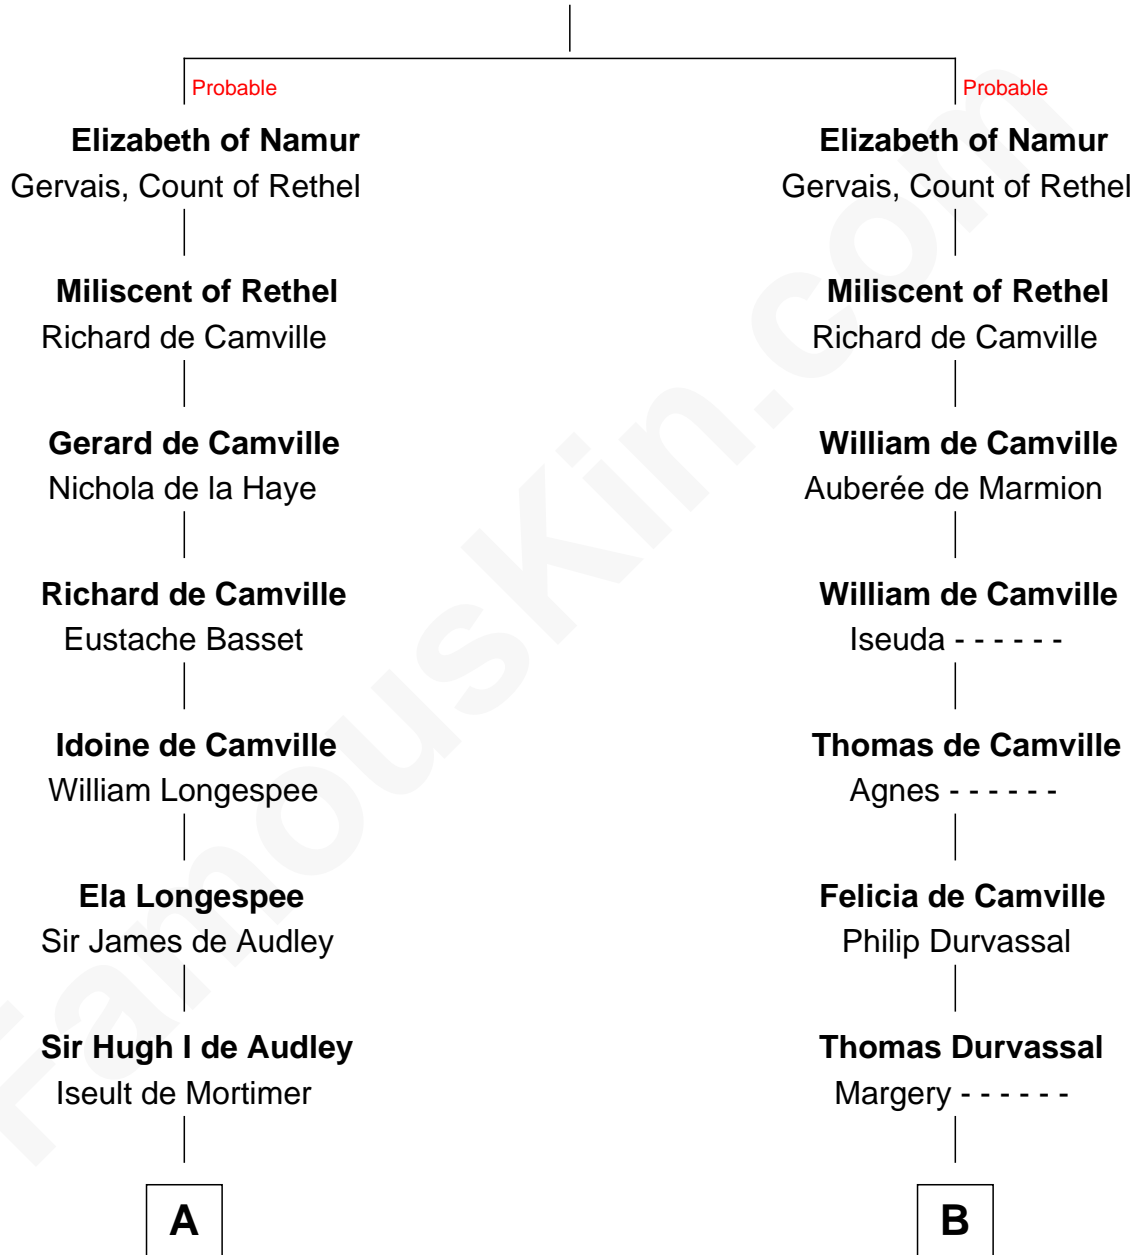 Probable
Probable
Elizabeth of Namur
Gervais, Count of Rethel
Elizabeth of Namur
Gervais, Count of Rethel
Miliscent of Rethel
Richard de Camville
Miliscent of Rethel
Richard de Camville
Gerard de Camville
Nichola de la Haye
William de Camville
Auberée de Marmion
Richard de Camville
Eustache Basset
William de Camville
Iseuda - - - - - -
Idoine de Camville
William Longespee
Thomas de Camville
Agnes - - - - - -
Ela Longespee
Sir James de Audley
Felicia de Camville
Philip Durvassal
Sir Hugh I de Audley
Iseult de Mortimer
Thomas Durvassal
Margery - - - - - -
A
B
FamousKin.com